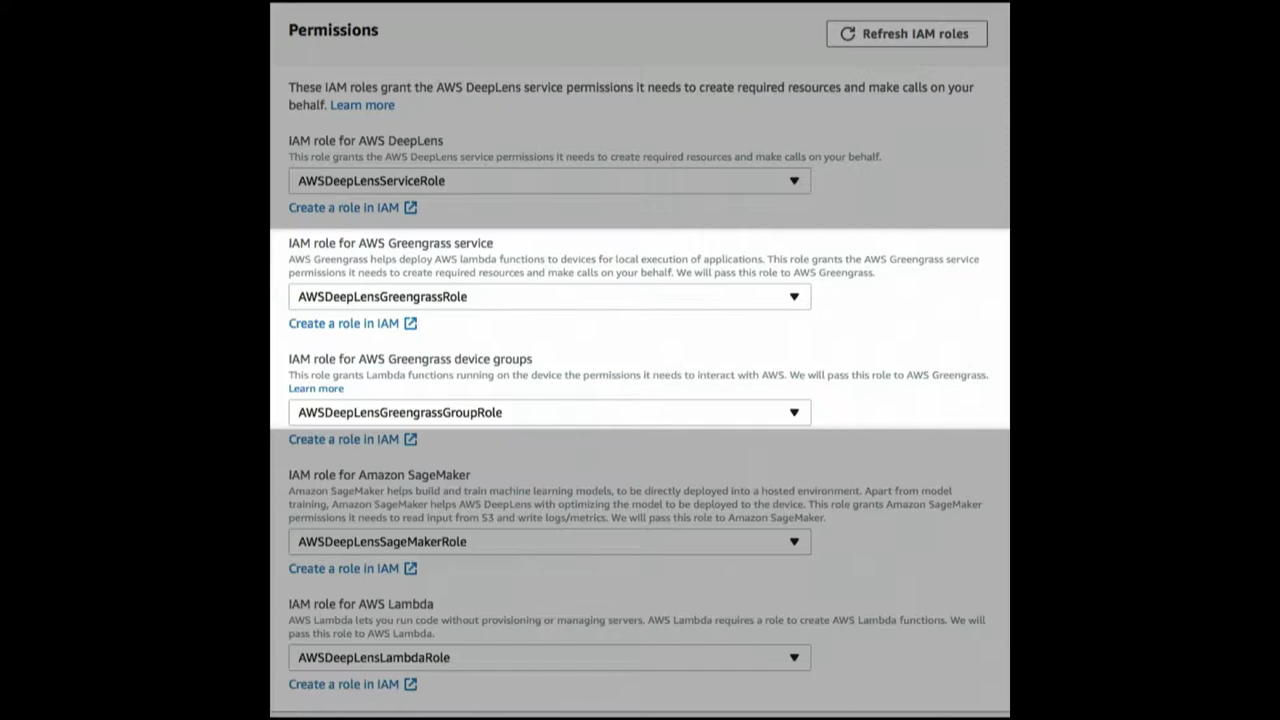 Permissions
Refresh IAM roles
These IAM roles grant the AWS DeepLens service permissions it needs to create required resources and make calls on your
behalf. Learn more
IAM role for AWS DeepLens
This role grants the AWS DeepLens service permissions it needs to create required resources and make calls on your behalf.
AWSDeepLensServiceRole
Create a role in IAM
IAM role for AWS Greengrass service
AWS Greengrass helps deploy AWS lambda functions to devices for local execution of applications. This role grants the AWS Greengrass service
permissions it needs to create required resources and make calls on your behalf. We will pass this role to AWS Greengrass.
AWSDeepLensGreengrassRole
Create a role in IAM
IAM role for AWS Greengrass device groups
This role grants Lambda functions running on the device the permissions it needs to interact with AWS. We will pass this role to AWS Greengrass.
Learn more
AWSDeepLensGreengrassGroupRole
Create a role in IAM
IAM role for Amazon SageMaker
Amazon SageMaker helps build and train machine learning models, to be directly deployed into a hosted environment. Apart from model
training, Amazon SageMaker helps AWS DeepLens with optimizing the model to be deployed to the device. This role grants Amazon SageMaker
permissions it needs to read input from S3 and write logs/metrics. We will pass this role to Amazon SageMaker.
AWSDeepLensSageMakerRole
Create a role in IAM
IAM role for AWS Lambda
AWS Lambda lets you run code without provisioning or managing servers. AWS Lambda requires a role to create AWS Lambda functions. We will
pass this role to AWS Lambda.
AWSDeepLensLambdaRole
Create a role in IAM